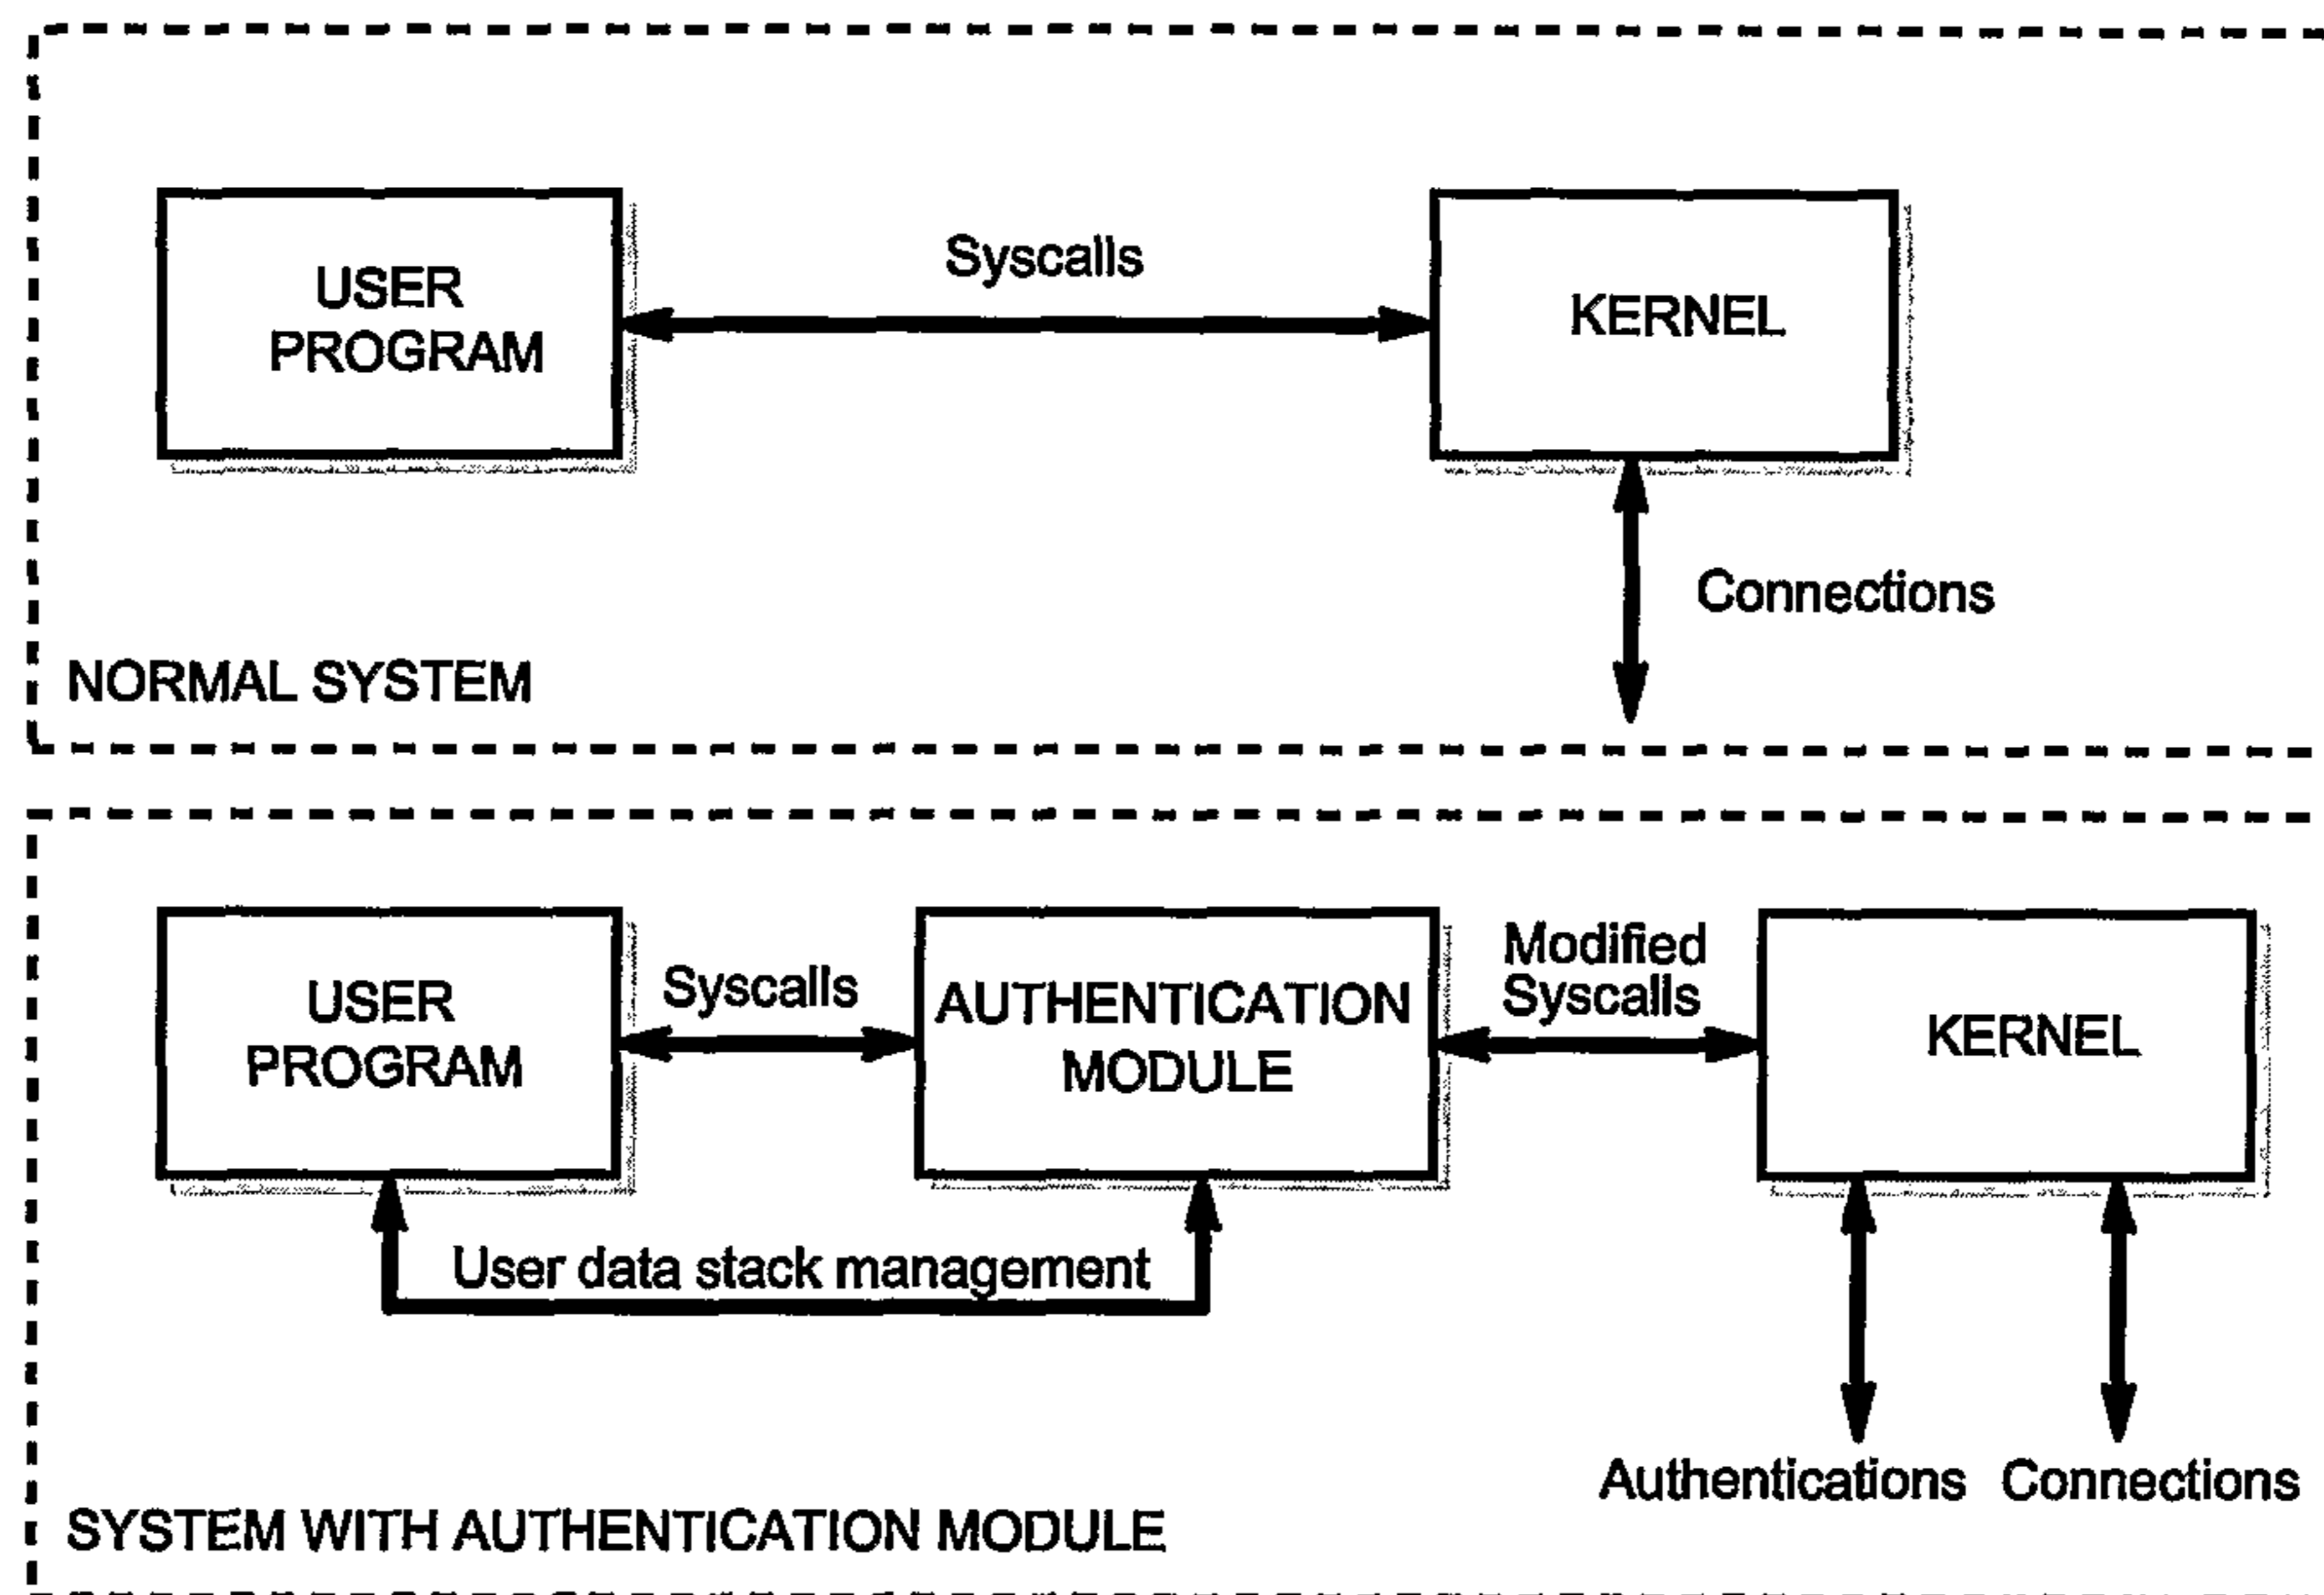 USER
PROGRAM
Syscalls
KERNEL
Connections
NORMAL SYSTEM
USER
PROGRAM
Syscalls
AUTHENTICATION
MODULE
Modified
Syscalls
KERNEL
User data stack management
Authentications
Connections
SYSTEM WITH AUTHENTICATION MODULE